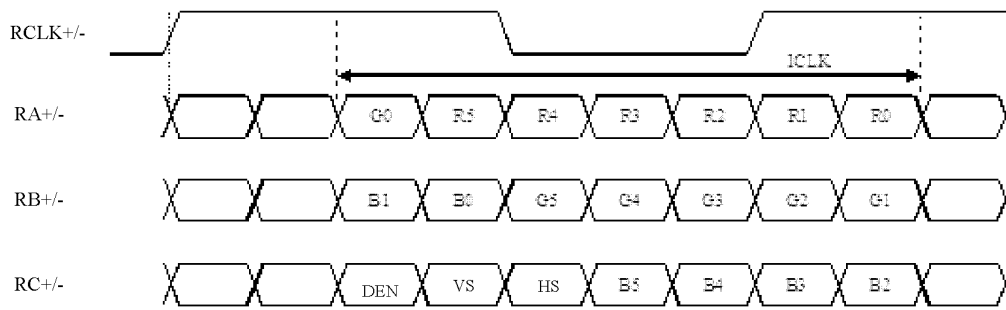 RCLK+/-
1CLK
RA+/- G0 R5 R4 R3 R2 R1 R0
RB+/- B1 B0 G5 G4 G3 G2 G1
RC+/- DEN VS HS B5 B4 B3 B2